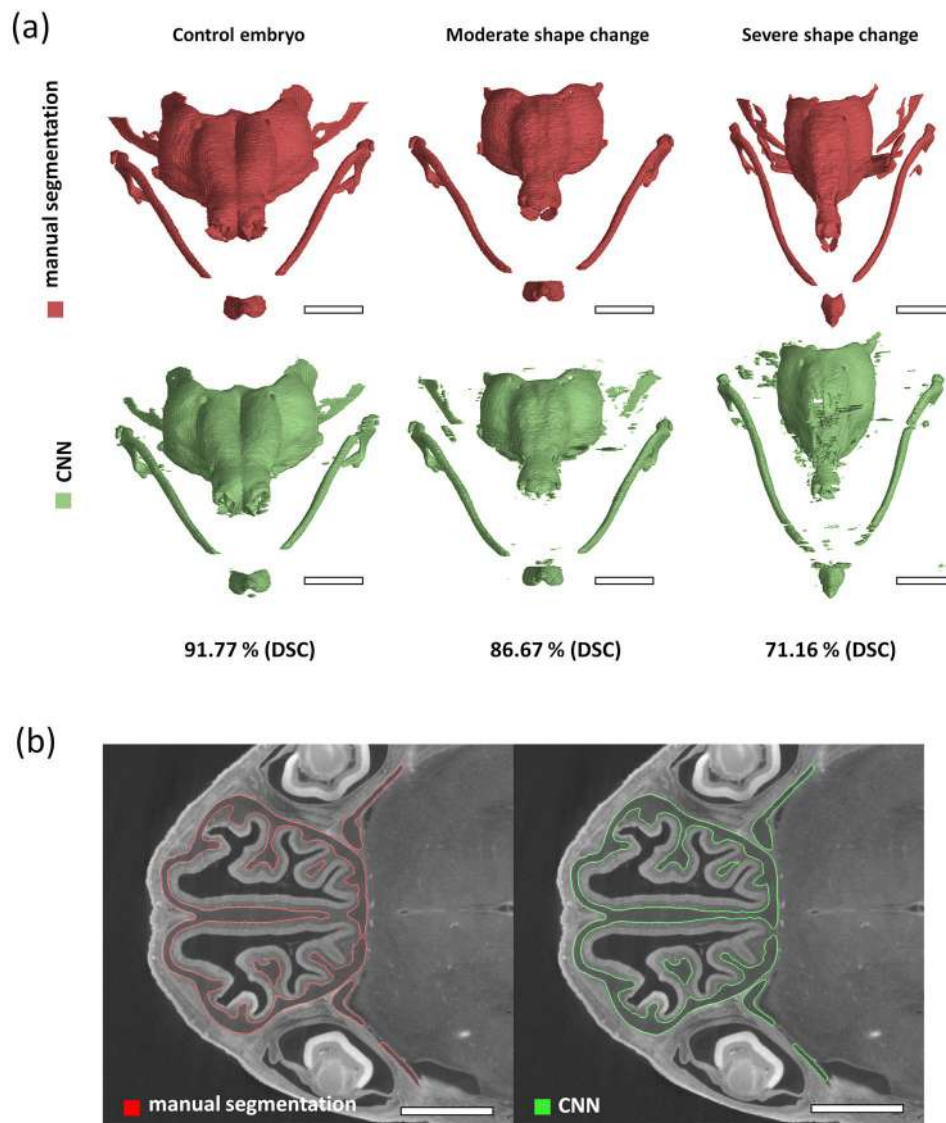 (a)
Control embryo
Moderate shape change
Severe shape change
manual segmentation
CNN
91.77 % (DSC)
86.67 % (DSC)
71.16 % (DSC)
(b)
manual segmentation
CNN